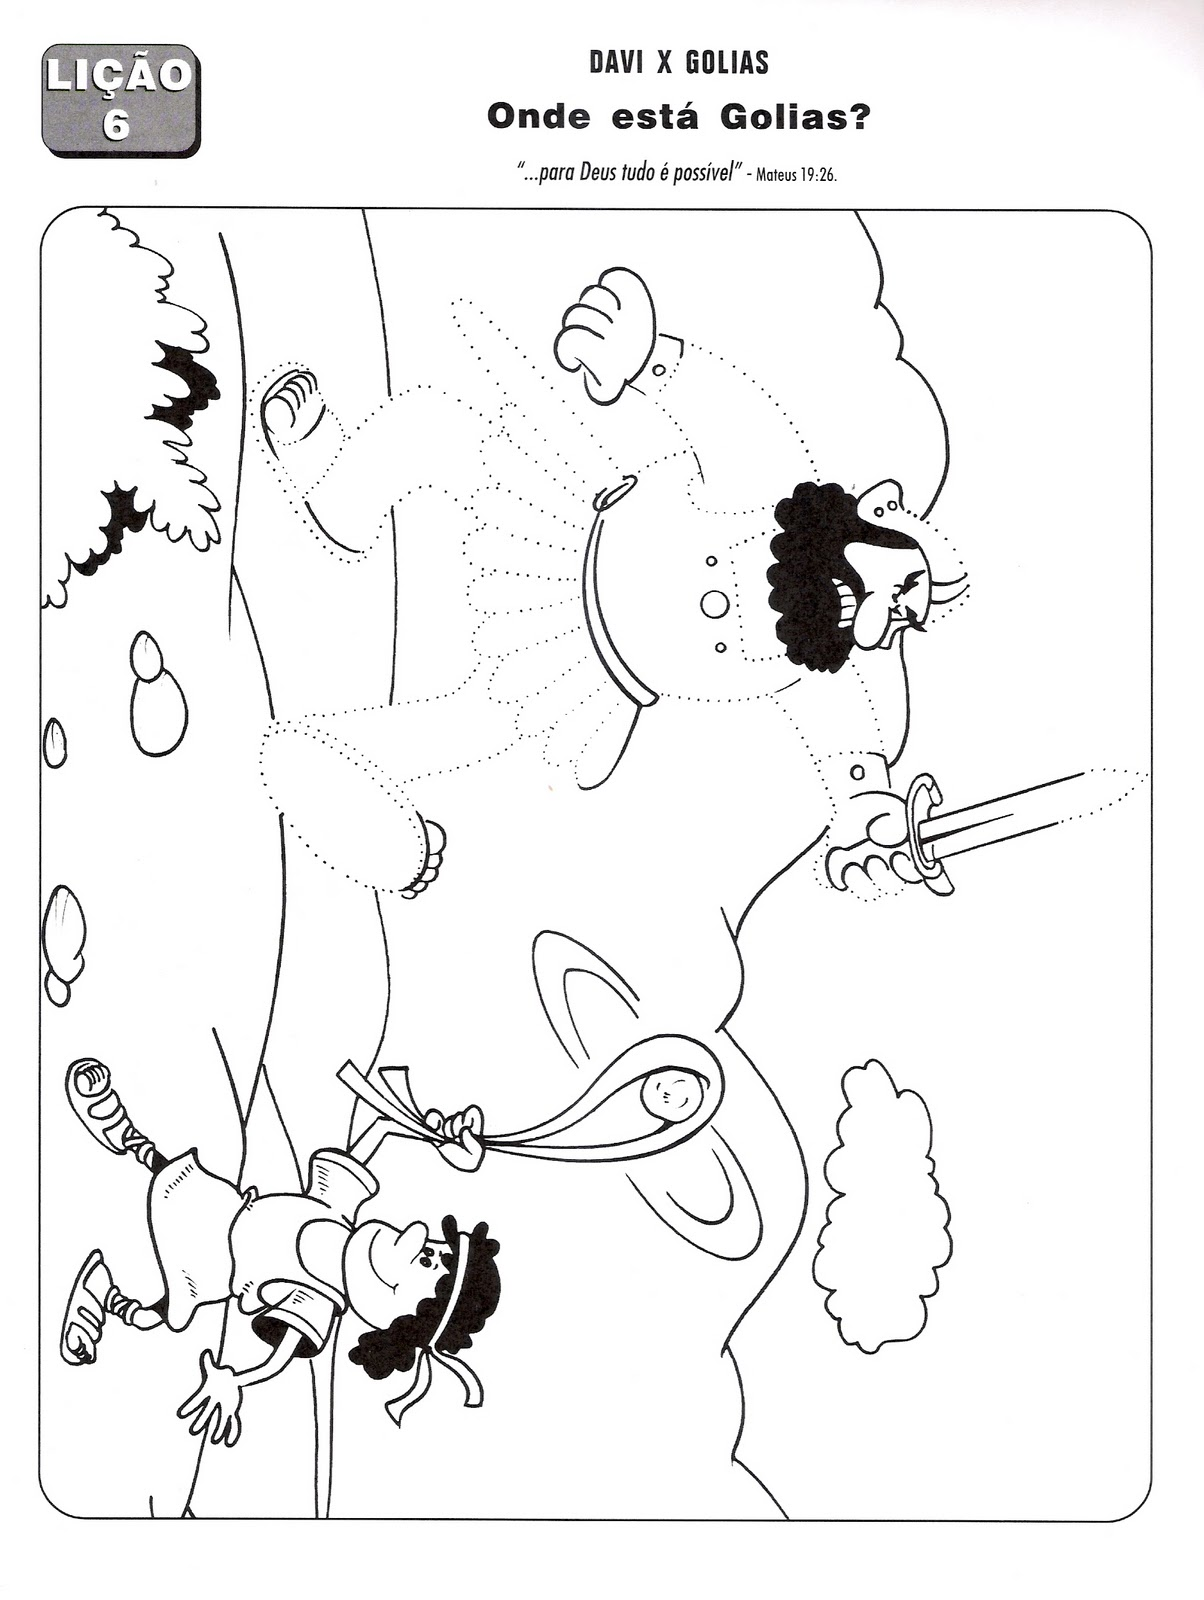 LIÇÃO
6
DAVI X GOLIAS
Onde está Golias?
"...para Deus tudo é possível" - Mateus 19:26.